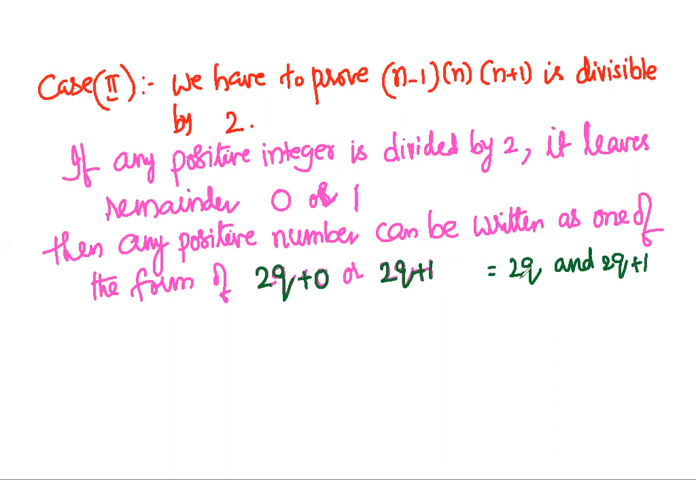 Case(II):- we have to prove (n-1)(n)(n+1) is divisible
by 2.
If any positive integer is divided by 2, it leaves
remainder 0 or 1
then any positive number can be written as one of
the form of 2q+0 or 2q+1 = 2q and 2q+1